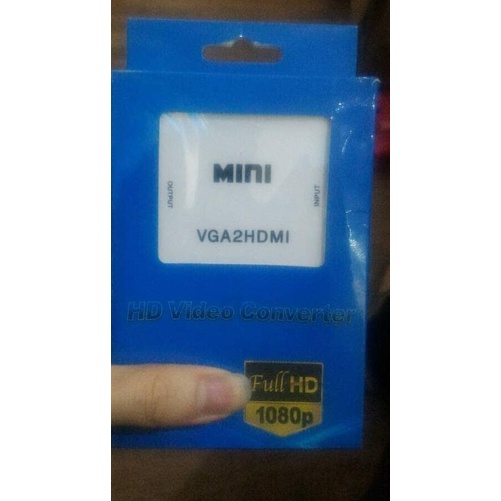 MINI
OUTPUT
INPUT
VGA2HDMI
HD Video Converter
Full HD
1080p